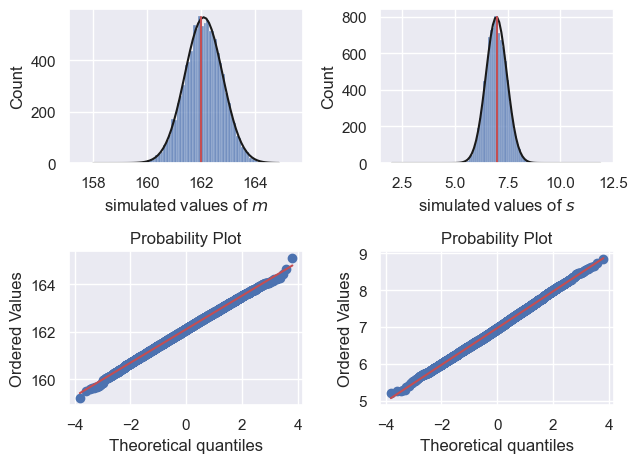 400
200
0
Count
158 160 162 164
simulated values of m
800
600
400
200
0
Count
2.5 5.0 7.5 10.0 12.5
simulated values of s
Probability Plot
164
162
160
Ordered Values
−4 −2 0 2 4
Theoretical quantiles
Probability Plot
9
8
7
6
5
Ordered Values
−4 −2 0 2 4
Theoretical quantiles